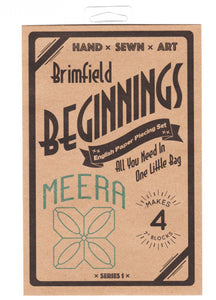 HAND × SEWN × ART
Brimfield
BEGINNINGS
English Paper Piecing Set
All You Need In
One Little Bag
MEERA
MAKES
4
7" BLOCKS
× SERIES 1 ×